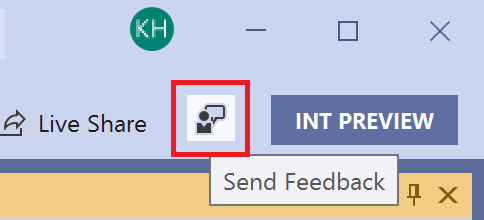 KH
Live Share
INT PREVIEW
Send Feedback